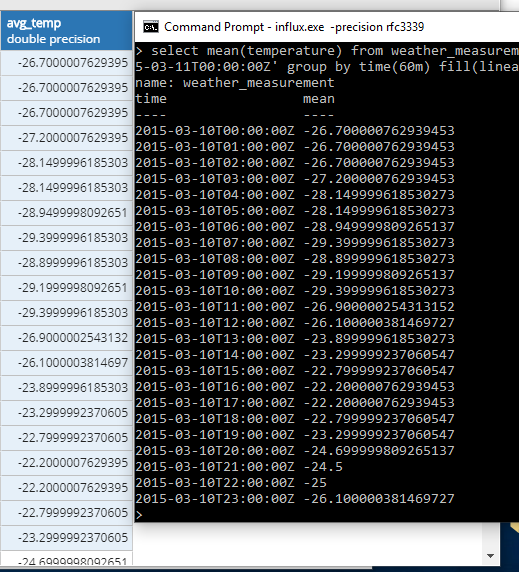 avg_temp
double precision
-26.7000007629395
-26.7000007629395
-26.7000007629395
-27.2000007629395
-28.1499996185303
-28.1499996185303
-28.9499998092651
-29.3999996185303
-28.8999996185303
-29.1999998092651
-29.3999996185303
-26.9000002543132
-26.1000003814697
-23.8999996185303
-23.2999992370605
-22.7999992370605
-22.2000007629395
-22.2000007629395
-22.7999992370605
-23.2999992370605
-24.6999998092651
Command Prompt - influx.exe -precision rfc3339
> select mean(temperature) from weather_measurem
5-03-11T00:00:00Z' group by time(60m) fill(linea
name: weather_measurement
time mean
---- ----
2015-03-10T00:00:00Z -26.700000762939453
2015-03-10T01:00:00Z -26.700000762939453
2015-03-10T02:00:00Z -26.700000762939453
2015-03-10T03:00:00Z -27.200000762939453
2015-03-10T04:00:00Z -28.149999618530273
2015-03-10T05:00:00Z -28.149999618530273
2015-03-10T06:00:00Z -28.949999809265137
2015-03-10T07:00:00Z -29.399999618530273
2015-03-10T08:00:00Z -28.899999618530273
2015-03-10T09:00:00Z -29.199999809265137
2015-03-10T10:00:00Z -29.399999618530273
2015-03-10T11:00:00Z -26.900000254313152
2015-03-10T12:00:00Z -26.100000381469727
2015-03-10T13:00:00Z -23.899999618530273
2015-03-10T14:00:00Z -23.299999237060547
2015-03-10T15:00:00Z -22.799999237060547
2015-03-10T16:00:00Z -22.200000762939453
2015-03-10T17:00:00Z -22.200000762939453
2015-03-10T18:00:00Z -22.799999237060547
2015-03-10T19:00:00Z -23.299999237060547
2015-03-10T20:00:00Z -24.699999809265137
2015-03-10T21:00:00Z -24.5
2015-03-10T22:00:00Z -25
2015-03-10T23:00:00Z -26.100000381469727
>